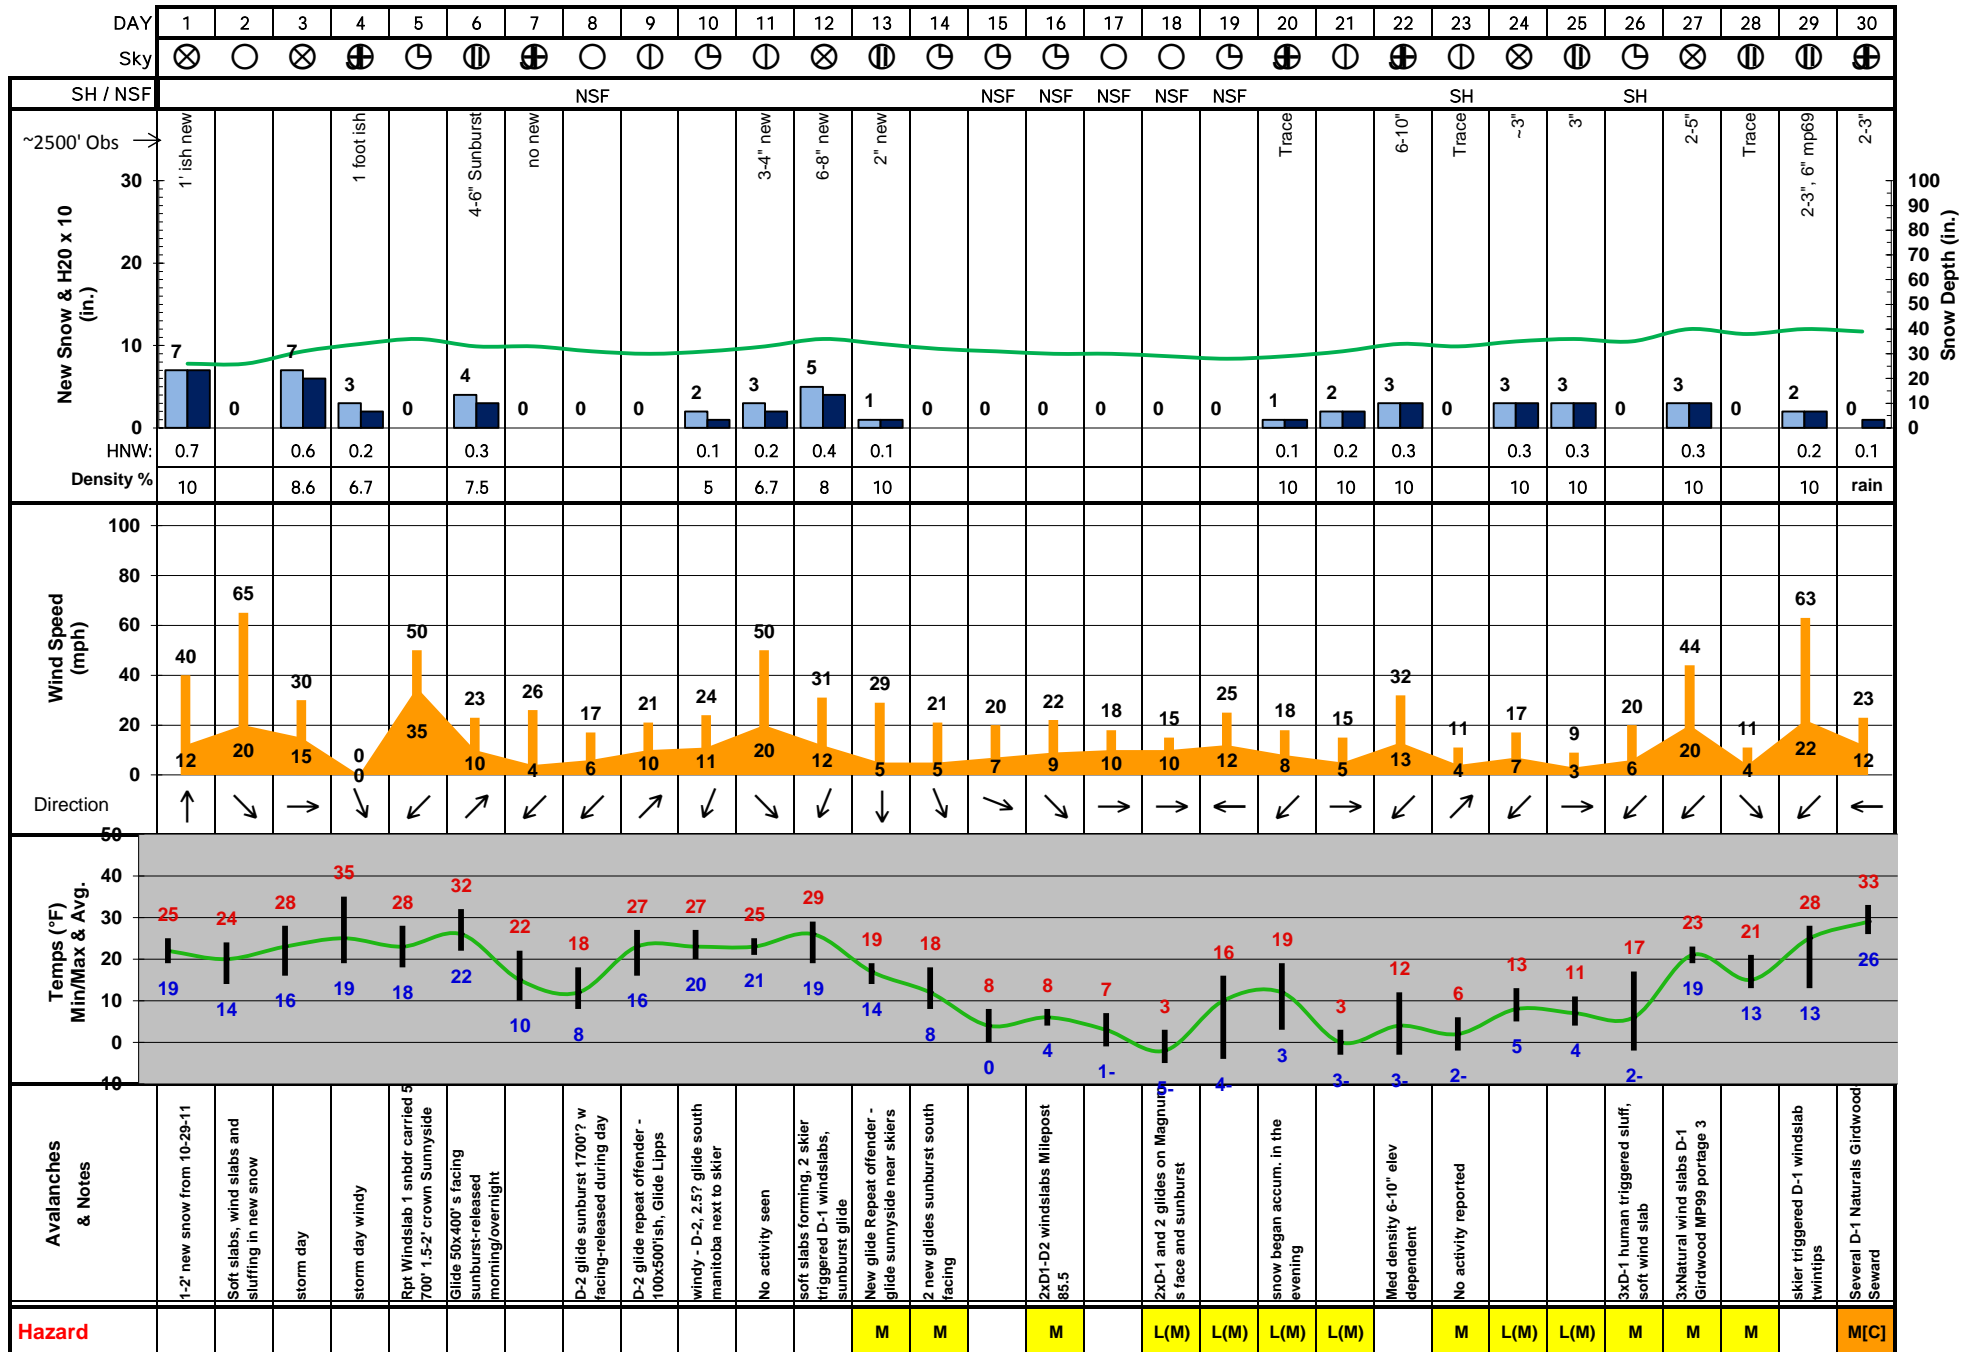 DAY 1 2 3 4 5 6 7 8 9 10 11 12 13 14 15 16 17 18 19 20 21 22 23 24 25 26 27 28 29 30
Sky
SH / NSF NSF NSF NSF NSF NSF NSF SH SH
~2500' Obs
1' ish new
1 foot ish
4-6" Sunburst
no new
3-4" new
6-8" new
2" new
Trace
6-10"
Trace
~3"
3"
2-5"
Trace
2-3", 6" mp69
2-3"
New Snow & H20 x 10
(in.)
30
20
10
0
Snow Depth (in.)
100
90
80
70
60
50
40
30
20
10
0
7 0 7 3 0 4 0 0 0 2 3 5 1 0 0 0 0 0 0 1 2 3 0 3 3 0 3 0 2 0
HNW: 0.7 0.6 0.2 0.3 0.1 0.2 0.4 0.1 0.1 0.2 0.3 0.3 0.3 0.3 0.2 0.1
Density % 10 8.6 6.7 7.5 5 6.7 8 10 10 10 10 10 10 10 10 rain
Wind Speed
(mph)
100
80
60
40
20
0
40 65 30 0 50 23 26 17 21 24 50 31 29 21 20 22 18 15 25 18 15 32 11 17 9 20 44 11 63 23
12 20 15 0 35 10 4 6 10 11 20 12 5 5 7 9 10 10 12 8 5 13 4 7 3 6 20 4 22 12
Direction
Temps (°F)
Min/Max & Avg.
50
40
30
20
10
0
10
25 24 28 35 28 32 22 18 27 27 25 29 19 18 8 8 7 3 16 19 3 12 6 13 11 17 23 21 28 33
19 14 16 19 18 22 10 8 16 20 21 19 14 8 0 4 1- 5- 4- 3 3- 3- 2- 5 4 2- 19 13 13 26
Avalanches
& Notes
1-2' new snow from 10-29-11
Soft slabs, wind slabs and
sluffing in new snow
storm day
storm day windy
Rpt Windslab 1 snbdr carried 5
700' 1.5-2' crown Sunnyside
Glide 50x400' s facing
sunburst-released
morning/overnight
D-2 glide sunburst 1700'? w
facing-released during day
D-2 glide repeat offender -
100x500'ish, Glide Lipps
windy - D-2, 2.5? glide south
manitoba next to skier
No activity seen
soft slabs forming, 2 skier
triggered D-1 windslabs,
sunburst glide
New glide Repeat offender -
glide sunnyside near skiers
2 new glides sunburst south
facing
2xD1-D2 windslabs Milepost
85.5
2xD-1 and 2 glides on Magnum
s face and sunburst
snow began accum. in the
evening
Med density 6-10" elev
dependent
No activity reported
3xD-1 human triggered sluff,
soft wind slab
3xNatural wind slabs D-1
Girdwood MP99 portage 3
skier triggered D-1 windslab
twintips
Several D-1 Naturals Girdwood-
Seward
Hazard M M M L(M) L(M) L(M) L(M) M L(M) L(M) M M M M[C]